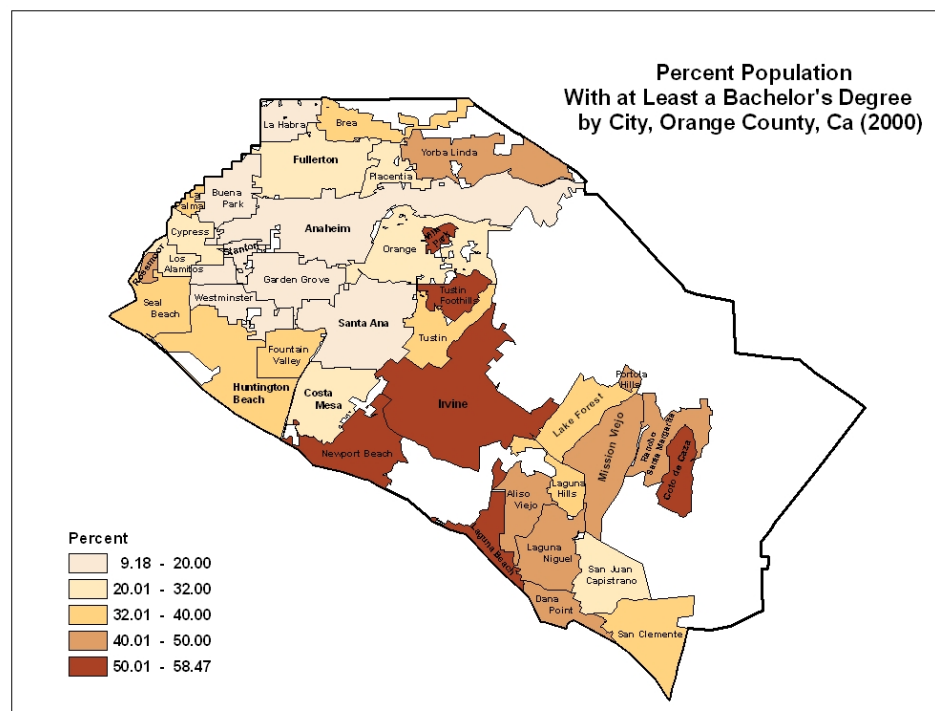 Percent Population
With at Least a Bachelor's Degree
by City, Orange County, Ca (2000)
La Habra
Brea
Yorba Linda
Fullerton
Placentia
Buena
Park
Palma
Cypress
Anaheim
Orange
Villa
Park
Stanton
Rossmoor
Los
Alamitos
Garden Grove
Tustin
Foothills
Westminster
Seal
Beach
Santa Ana
Tustin
Fountain
Valley
Huntington
Beach
Costa
Mesa
Irvine
Newport Beach
Portola
Hills
Lake Forest
Mission Viejo
Rancho
Santa Margarita
Coto de Casa
Laguna
Hills
Aliso
Viejo
Laguna Beach
Laguna
Niguel
San Juan
Capistrano
Dana
Point
San Clemente
Percent
9.18 - 20.00
20.01 - 32.00
32.01 - 40.00
40.01 - 50.00
50.01 - 58.47